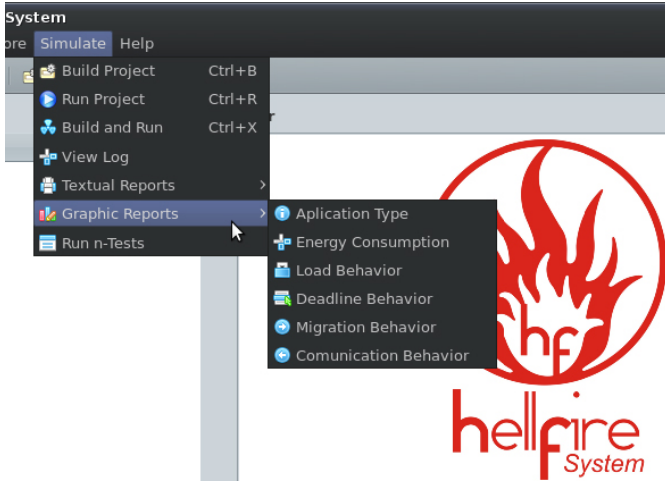 System
ore Simulate Help
Build Project Ctrl+B
Run Project Ctrl+R
Build and Run Ctrl+X
View Log
Textual Reports
Graphic Reports
Run n-Tests
Aplication Type
Energy Consumption
Load Behavior
Deadline Behavior
Migration Behavior
Comunication Behavior
hf
hellfire
System